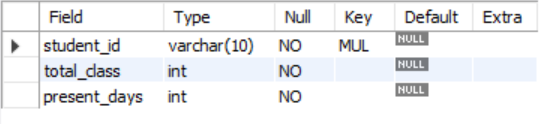 Field Type Null Key Default Extra
student_id varchar(10) NO MUL NULL
total_class int NO NULL
present_days int NO NULL